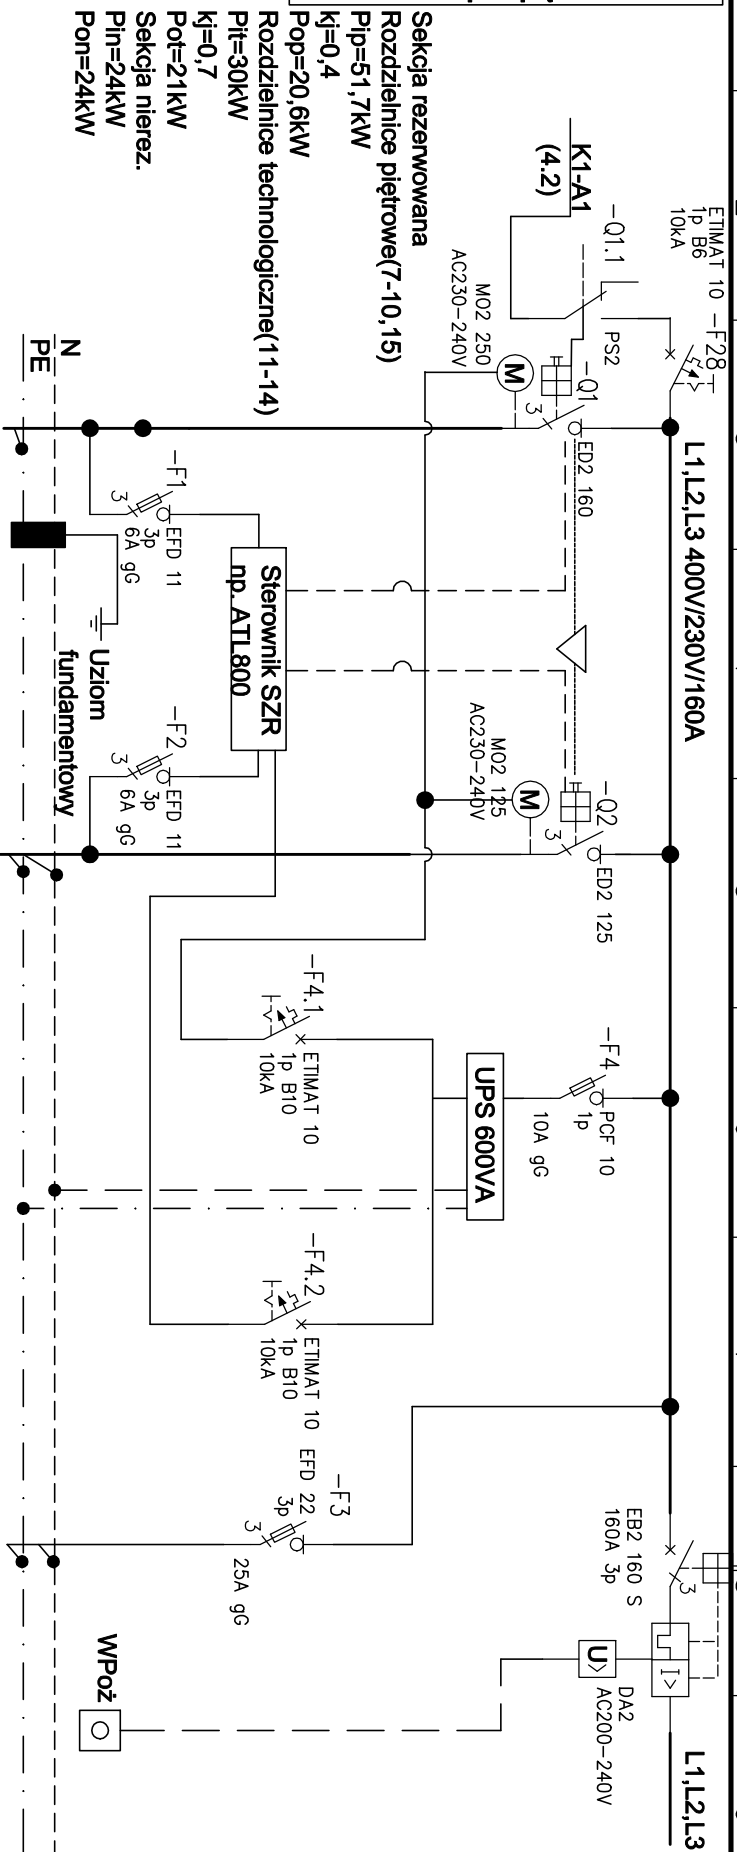 ETIMAT 10
1p B6
10kA
-F28
L1,L2,L3 400V/230V/160A
L1,L2,L3
K1-A1
(4.2)
-Q1.1
PS2
-Q1
3
ED2 160
MO2 250
AC230-240V
M
-Q2
3
ED2 125
MO2 125
AC230-240V
M
-F4
PCF 10
1p
10A gG
UPS 600VA
EB2 160 S
160A 3p
3
I>
U>
DA2
AC200-240V
Sekcja rezerwowana
Rozdzielnice piętrowe(7-10,15)
Pip=51,7kW
kj=0,4
Pop=20,6kW
Rozdzielnice technologiczne(11-14)
Pit=30kW
kj=0,7
Pot=21kW
Sekcja nierez.
Pin=24kW
Pon=24kW
Sterownik SZR
np. ATL800
-F1
EFD 11
3p
6A gG
3
-F2
EFD 11
3p
6A gG
3
-F4.1
ETIMAT 10
1p B10
10kA
-F4.2
ETIMAT 10
1p B10
10kA
-F3
EFD 22
3p
3
25A gG
Uziom
fundamentowy
WPoż
N
PE